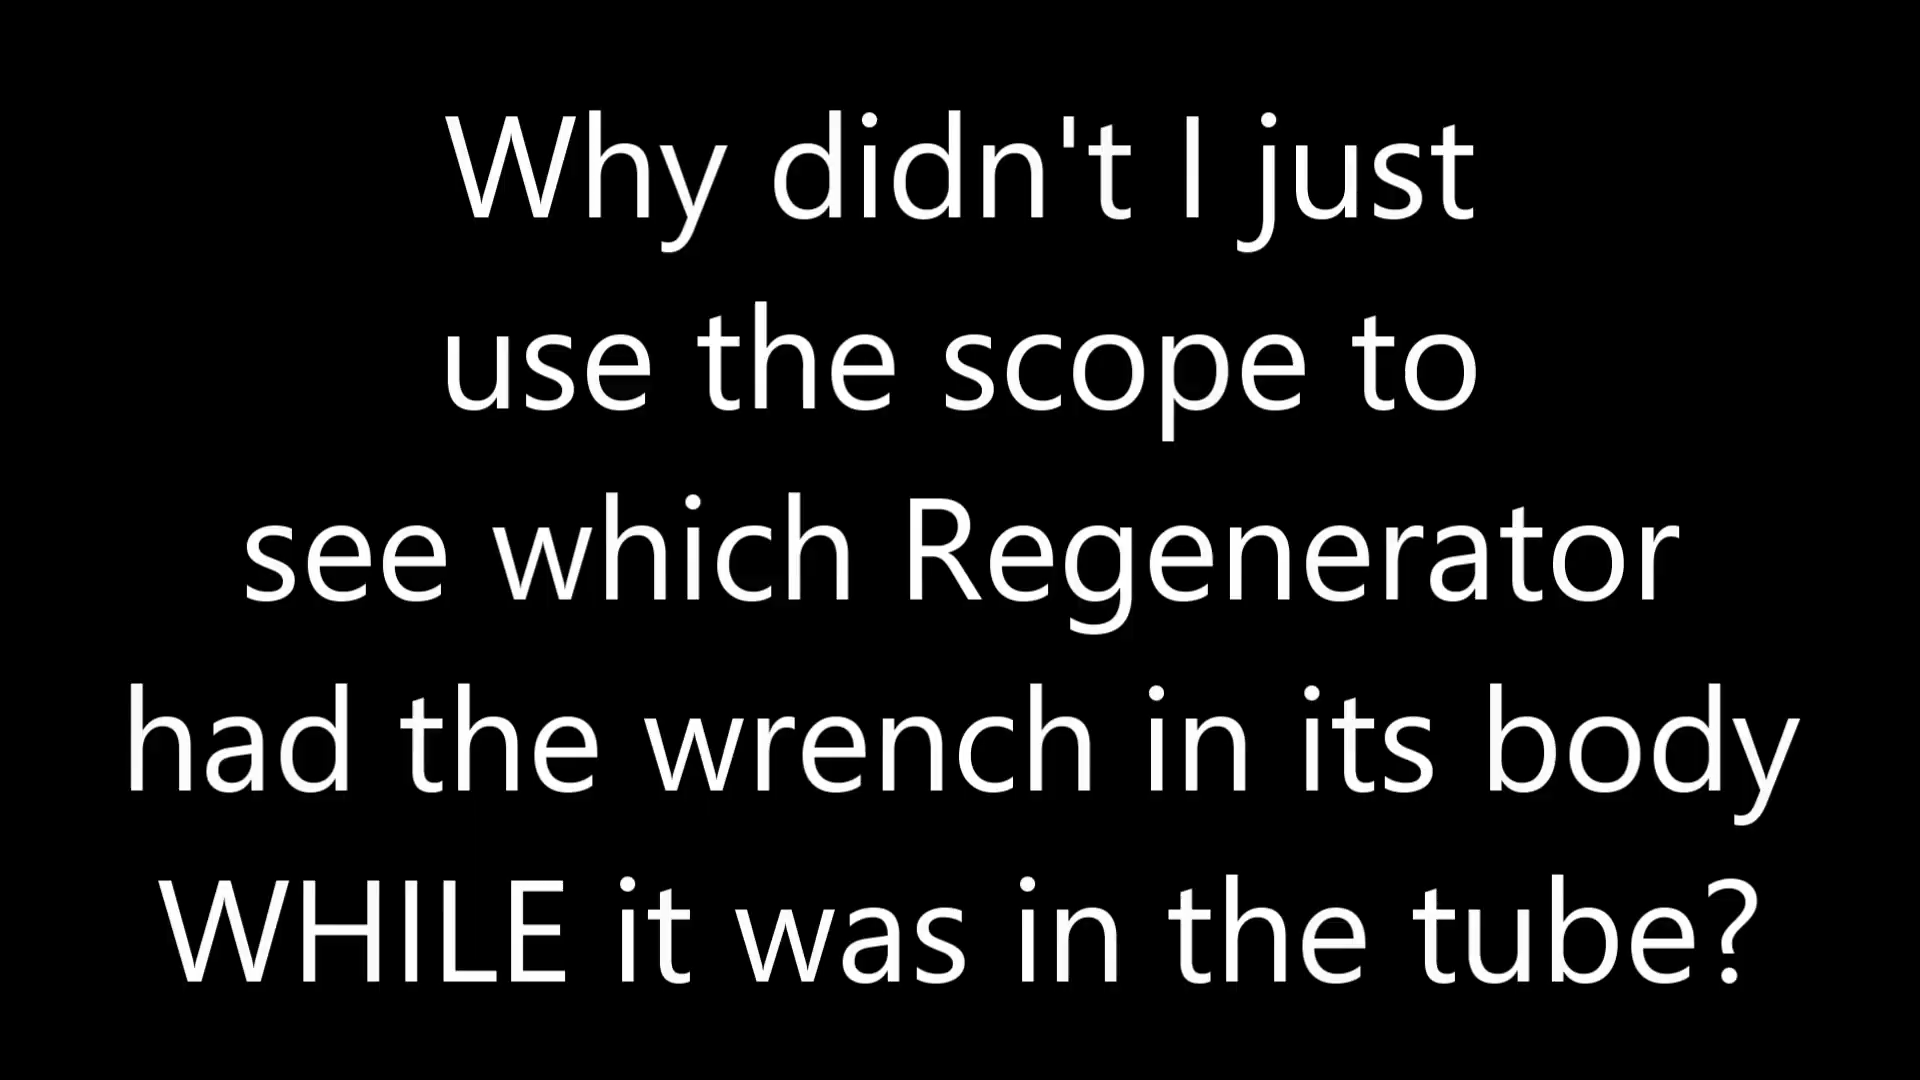 Why didn't I just
use the scope to
see which Regenerator
had the wrench in its body
WHILE it was in the tube?